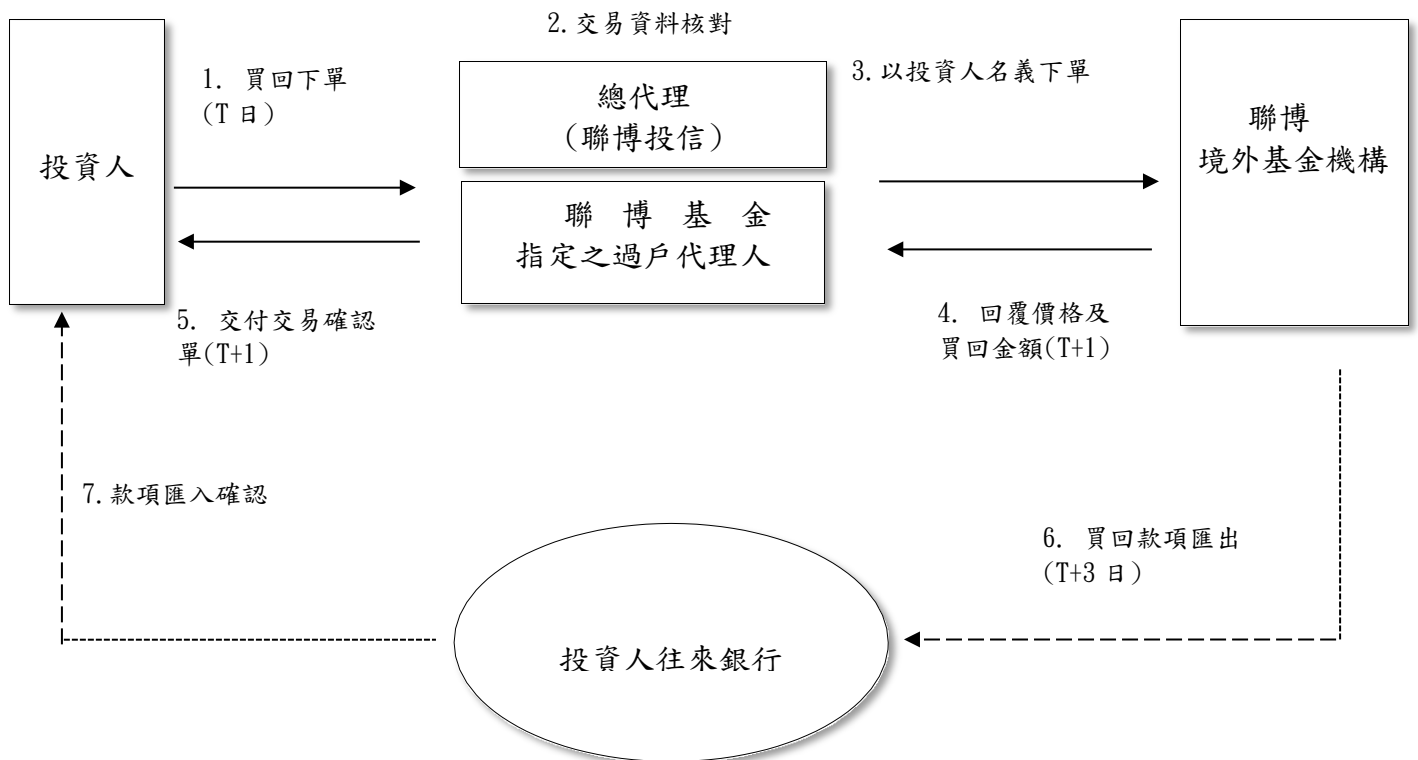 2.交易資料核對
1. 買回下單
(T 日)
3.以投資人名義下單
總代理
(聯博投信)
投資人
聯博
境外基金機構
聯 博 基 金
指定之過戶代理人
5. 交付交易確認
單(T+1)
4. 回覆價格及
買回金額(T+1)
7.款項匯入確認
6. 買回款項匯出
(T+3 日)
投資人往來銀行